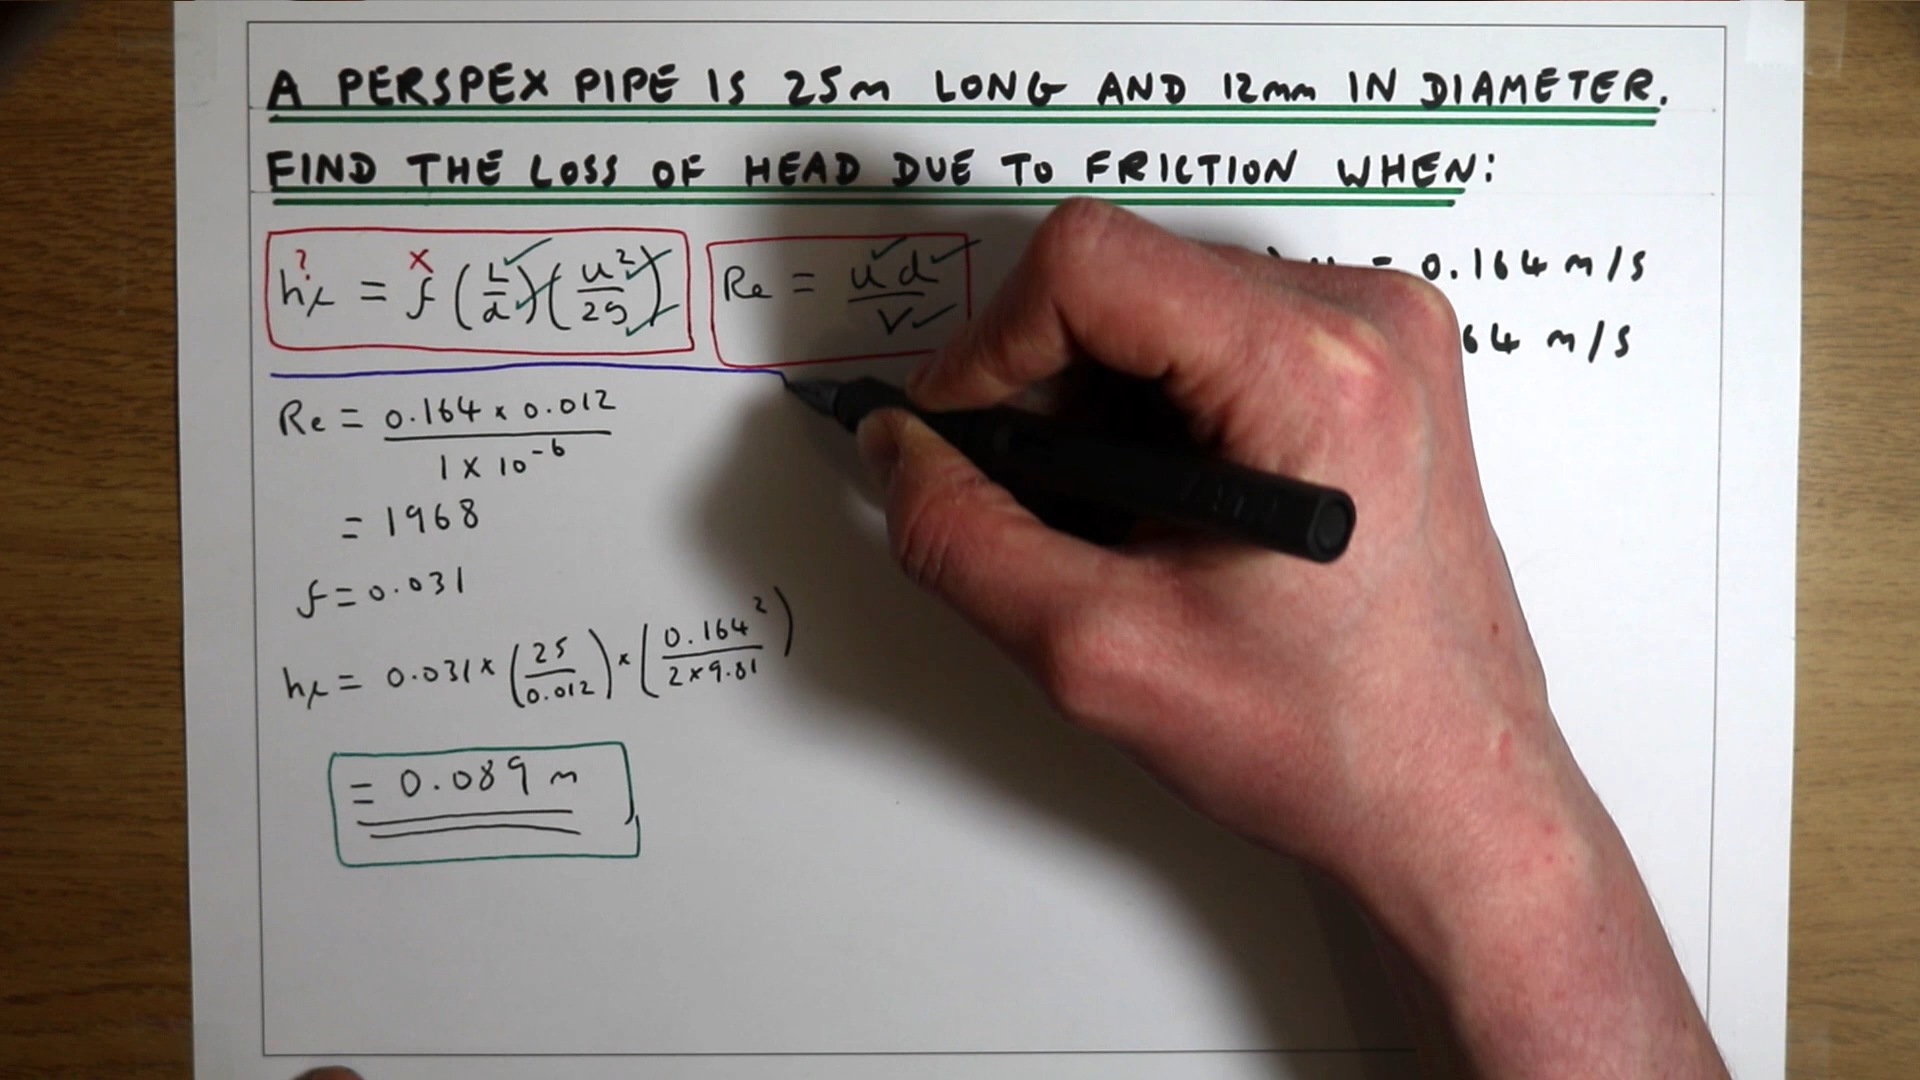 A PERSPEX PIPE IS 25m LONG AND 12mm IN DIAMETER.
FIND THE LOSS OF HEAD DUE TO FRICTION WHEN:
? x
hf = f (L/d)(u²/2g)
Re = ud/ν
= 0.164 m/s
64 m/s
Re = 0.164 x 0.012
1 x 10⁻⁶
= 1968
f = 0.031
hf = 0.031 x (25/0.012) x (0.164²/2x9.81)
= 0.089 m